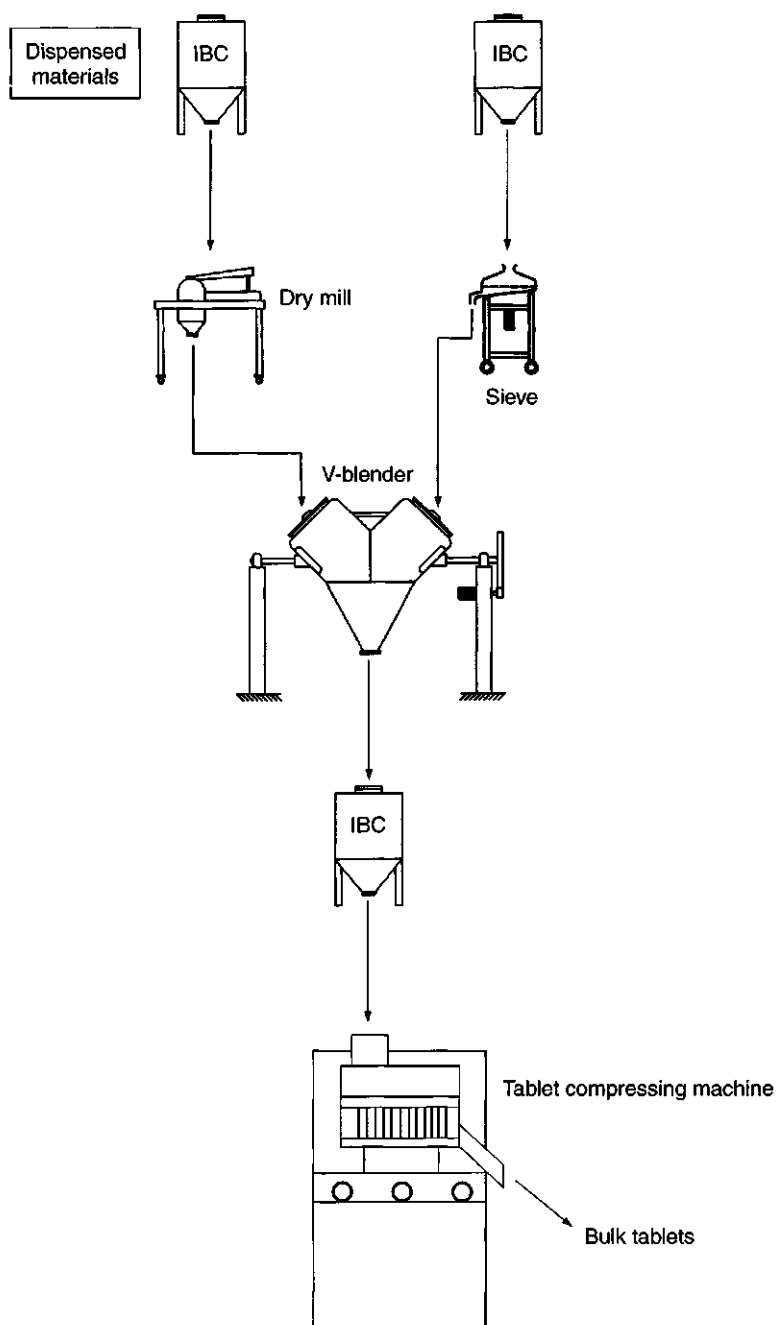 Dispensed
materials
IBC
IBC
Dry mill
Sieve
V-blender
IBC
Tablet compressing machine
Bulk tablets